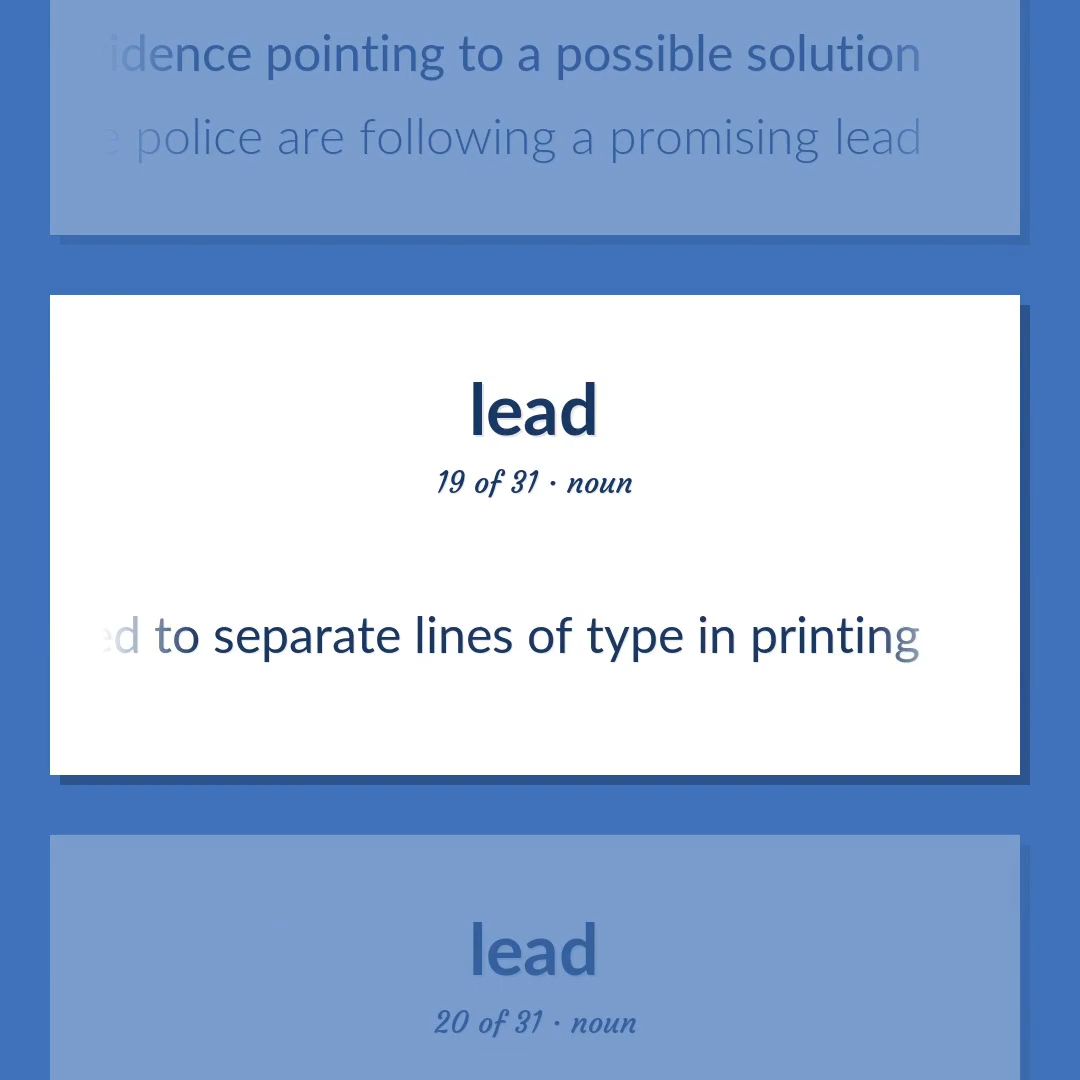 idence pointing to a possible solution
police are following a promising lead
lead
19 of 31 · noun
to separate lines of type in printing
lead
20 of 31 · noun